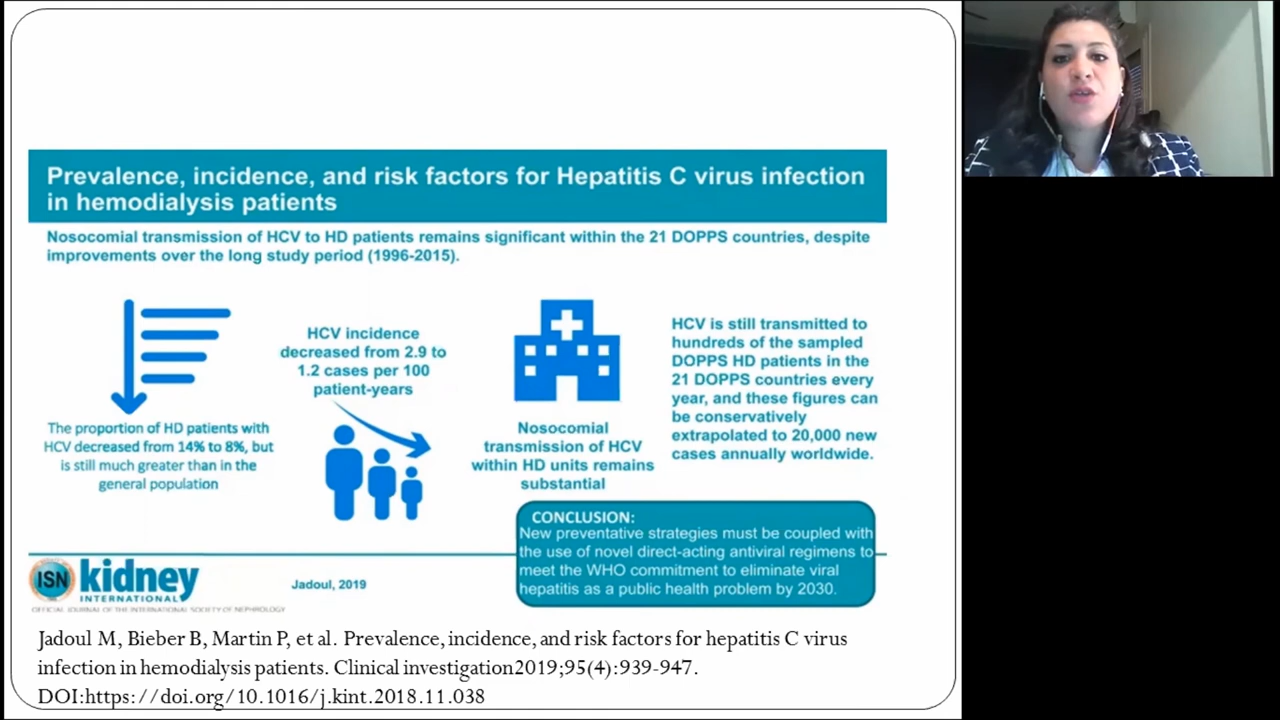 Prevalence, incidence, and risk factors for Hepatitis C virus infection
in hemodialysis patients
Nosocomial transmission of HCV to HD patients remains significant within the 21 DOPPS countries, despite
improvements over the long study period (1996-2015).
The proportion of HD patients with
HCV decreased from 14% to 8%, but
is still much greater than in the
general population
HCV incidence
decreased from 2.9 to
1.2 cases per 100
patient-years
Nosocomial
transmission of HCV
within HD units remains
substantial
HCV is still transmitted to
hundreds of the sampled
DOPPS HD patients in the
21 DOPPS countries every
year, and these figures can
be conservatively
extrapolated to 20,000 new
cases annually worldwide.
CONCLUSION:
New preventative strategies must be coupled with
the use of novel direct-acting antiviral regimens to
meet the WHO commitment to eliminate viral
hepatitis as a public health problem by 2030.
ISN kidney
INTERNATIONAL
OFFICIAL JOURNAL OF THE INTERNATIONAL SOCIETY OF NEPHROLOGY
Jadoul, 2019
Jadoul M, Bieber B, Martin P, et al. Prevalence, incidence, and risk factors for hepatitis C virus
infection in hemodialysis patients. Clinical investigation2019;95(4):939-947.
DOI:https://doi.org/10.1016/j.kint.2018.11.038